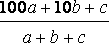 100a + 10b + c
a + b + c